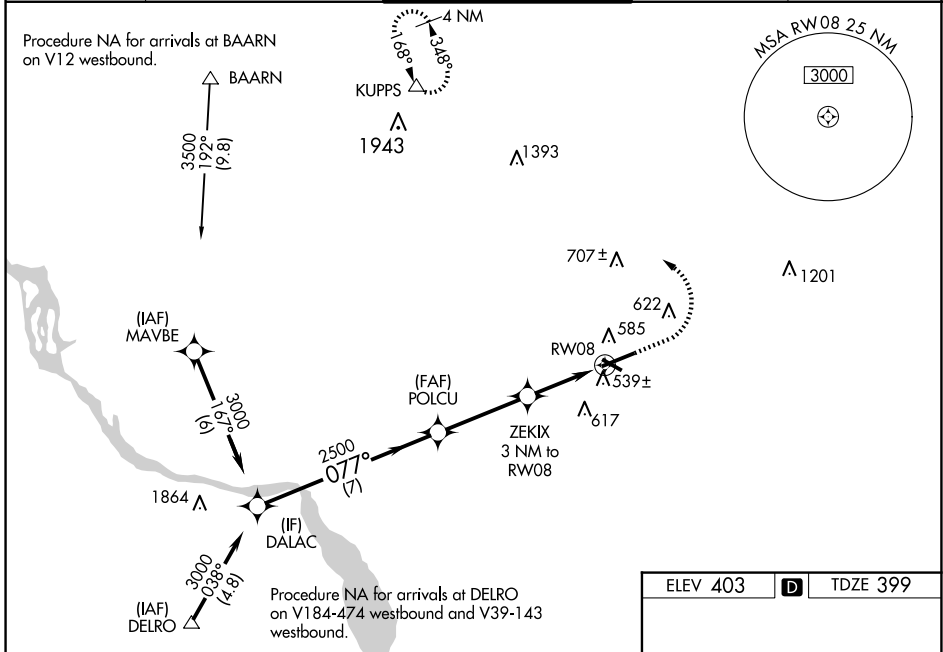 Procedure NA for arrivals at BAARN
on V12 westbound.
BAARN
3500
192°
(9.8)
4 NM
168°
348°
KUPPS
1943
1393
MSA RW08 25 NM
3000
707±
1201
622
585
RW08
539±
617
(IAF)
MAVBE
3000
167°
(6)
(FAF)
POLCU
ZEKIX
3 NM to
RW08
2500
077°
(7)
1864
(IF)
DALAC
3000
038°
(4.8)
(IAF)
DELRO
Procedure NA for arrivals at DELRO
on V184-474 westbound and V39-143
westbound.
ELEV 403
D
TDZE 399